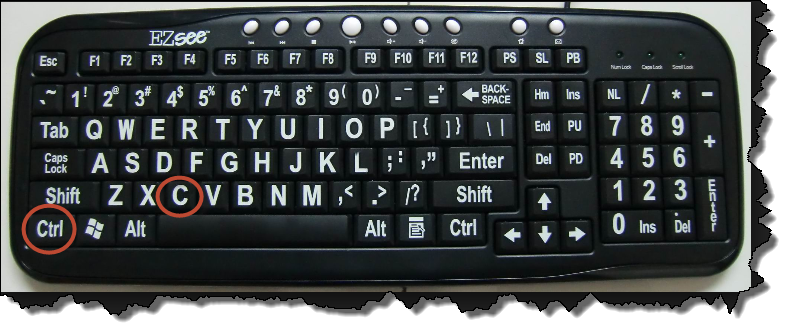 EZsee™
Esc F1 F2 F3 F4 F5 F6 F7 F8 F9 F10 F11 F12 PS SL PB
Num Lock Caps Lock Scroll Lock
`~ 1! 2@ 3# 4$ 5% 6^ 7& 8* 9( 0) -_ =+ BACK-SPACE Hm Ins NL / * -
Tab Q W E R T Y U I O P [{ ]} \| End PU 7 8 9 +
Caps Lock A S D F G H J K L ;: '" Enter Del PD 4 5 6
Shift Z X C V B N M ,< .> /? Shift 1 2 3 Enter
Ctrl Alt Alt Ctrl 0 Ins .Del